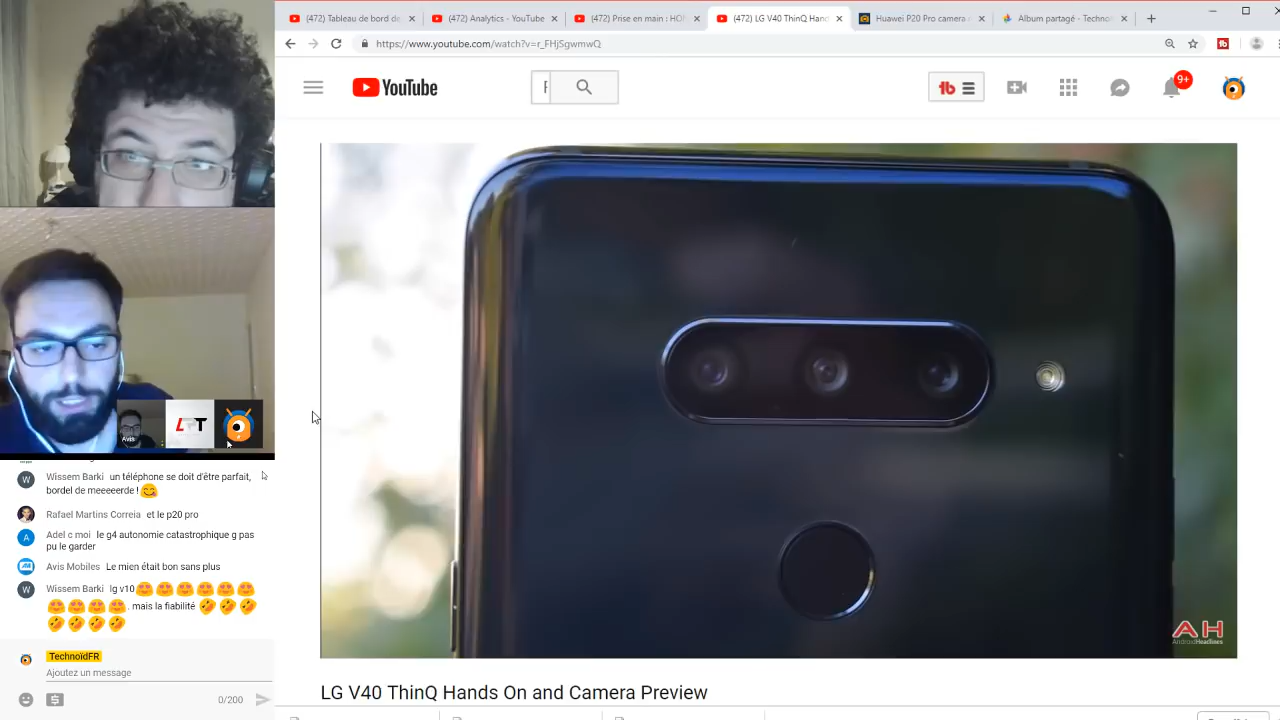 (472) Tableau de bord de
(472) Analytics - YouTube
(472) Prise en main : HO
(472) LG V40 ThinQ Han
Huawei P20 Pro camera
Album partagé - Techno
https://www.youtube.com/watch?v=r_FHjSgwmwQ
YouTube
9+
Avis
LGT
Wissem Barki un téléphone se doit d'être parfait,
bordel de meeeeerde !
Rafael Martins Correia et le p20 pro
Adel c moi le g4 autonomie catastrophique g pas
pu le garder
Avis Mobiles Le mien était bon sans plus
Wissem Barki lg v10
. mais la fiabilité
TechnoïdFR
Ajoutez un message
0/200
AH
AndroidHeadlines
LG V40 ThinQ Hands On and Camera Preview